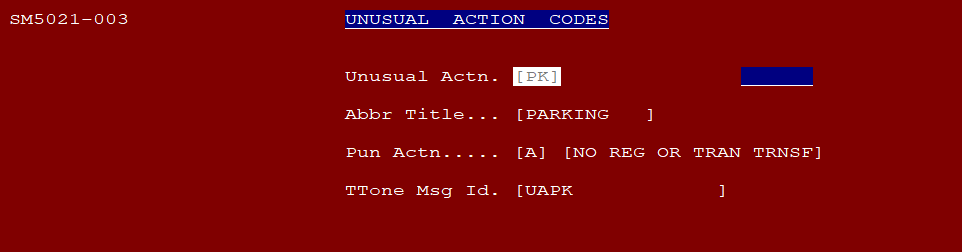 SM5021-003 UNUSUAL ACTION CODES
Unusual Actn. [PK]
Abbr Title... [PARKING ]
Pun Actn..... [A] [NO REG OR TRAN TRNSF]
TTone Msg Id. [UAPK ]